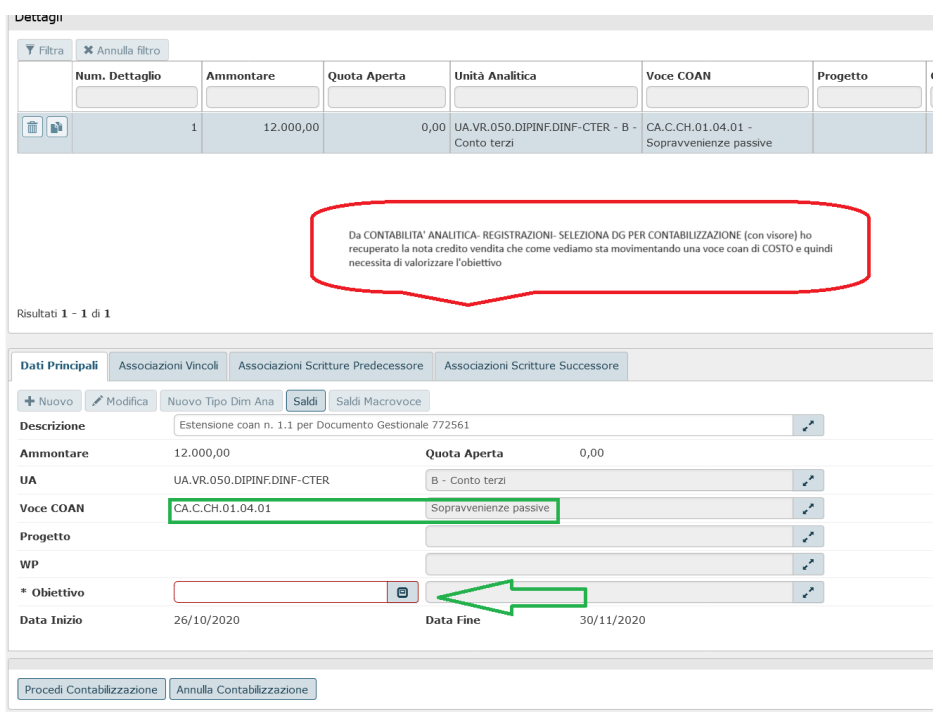 Dettagli
Filtra Annulla filtro
Num. Dettaglio Ammontare Quota Aperta Unità Analitica Voce COAN Progetto
1 12.000,00 0,00 UA.VR.050.DIPINF.DINF-CTER - B - CA.C.CH.01.04.01 -
Conto terzi Sopravvenienze passive
Da CONTABILITA' ANALITICA- REGISTRAZIONI- SELEZIONA DG PER CONTABILIZZAZIONE (con visore) ho
recuperato la nota credito vendita che come vediamo sta movimentando una voce coan di COSTO e quindi
necessita di valorizzare l'obiettivo
Risultati 1 - 1 di 1
Dati Principali Associazioni Vincoli Associazioni Scritture Predecessore Associazioni Scritture Successore
Nuovo Modifica Nuovo Tipo Dim Ana Saldi Saldi Macrovoce
Descrizione Estensione coan n. 1.1 per Documento Gestionale 772561
Ammontare 12.000,00 Quota Aperta 0,00
UA UA.VR.050.DIPINF.DINF-CTER B - Conto terzi
Voce COAN CA.C.CH.01.04.01 Sopravvenienze passive
Progetto
WP
* Obiettivo
Data Inizio 26/10/2020 Data Fine 30/11/2020
Procedi Contabilizzazione Annulla Contabilizzazione